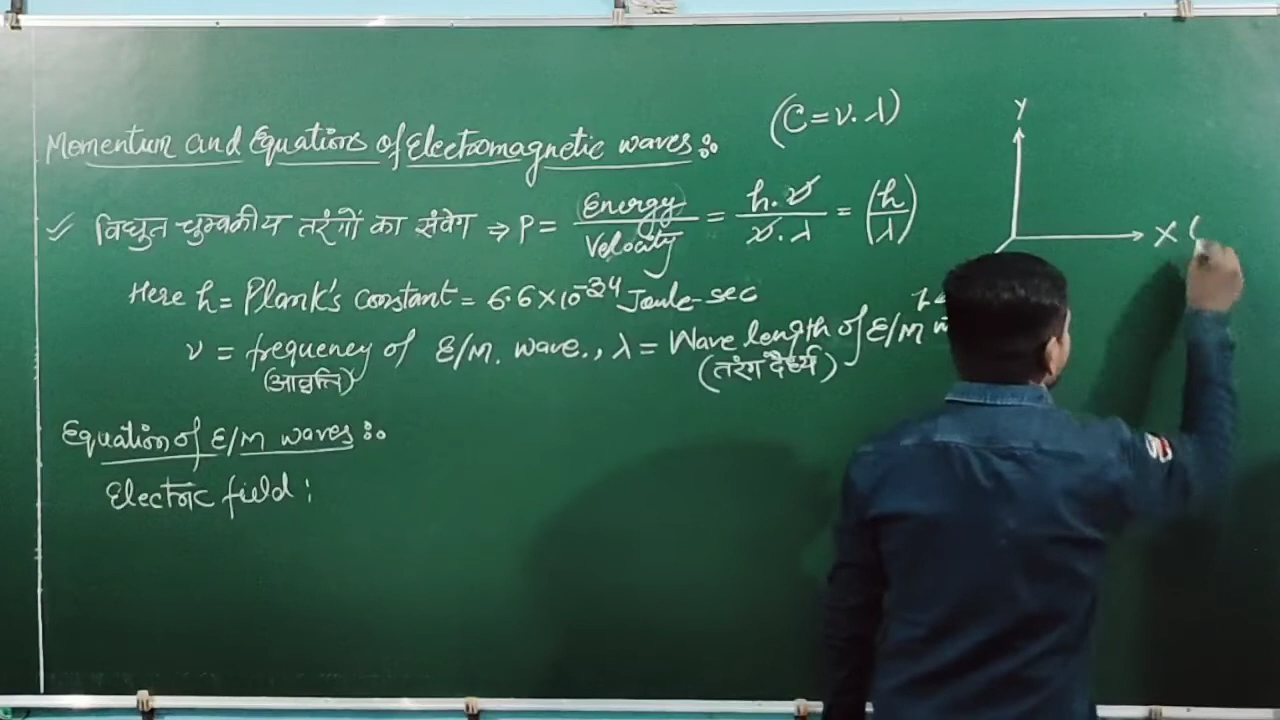 Momentum and Equations of Electromagnetic waves:
(C = ν. λ)
विधुत चुम्बकीय तरंगों का संवेग ⇒ P = Energy/Velocity = h.ν/ν.λ = (h/λ)
Here h = Plank's Constant = 6.6×10⁻³⁴ Joule-sec
ν = frequency of E/M. wave., λ = Wave length of E/M
(आवृत्ति) (तरंग दैर्ध्य)
Equation of E/M waves:
Electric field:
Y
X (